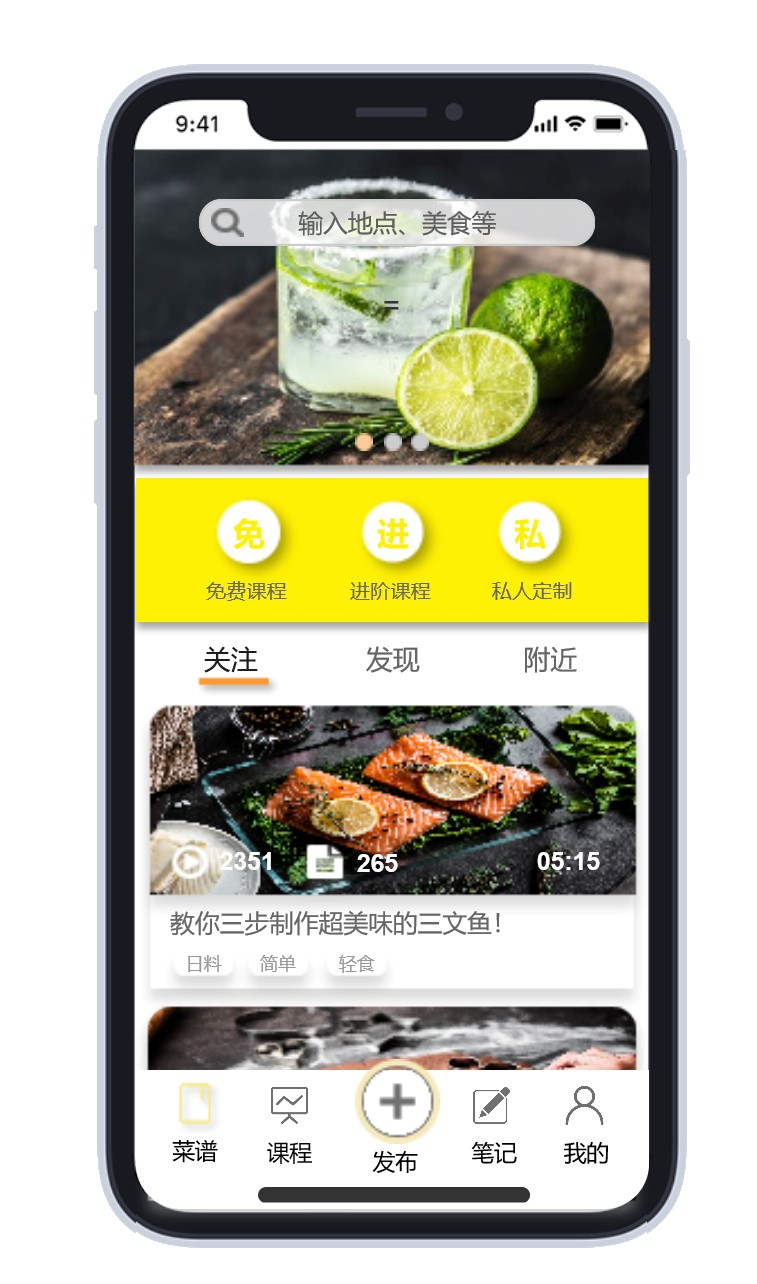 9:41
输入地点、美食等
=
免 进 私
免费课程 进阶课程 私人定制
关注 发现 附近
2351 265 05:15
教你三步制作超美味的三文鱼！
日料 简单 轻食
菜谱 课程 发布 笔记 我的